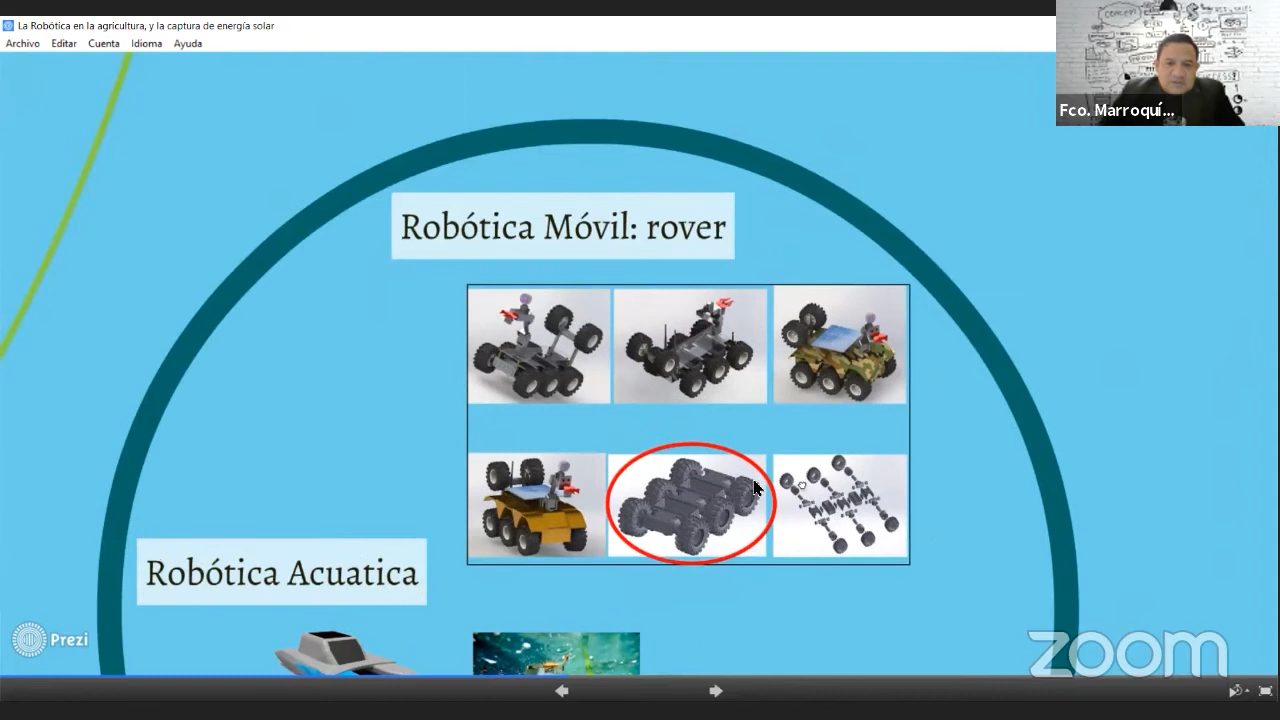 La Robótica en la agricultura, y la captura de energía solar
Archivo Editar Cuenta Idioma Ayuda
Fco. Marroquí...
Robótica Móvil: rover
Robótica Acuatica
Prezi
zoom